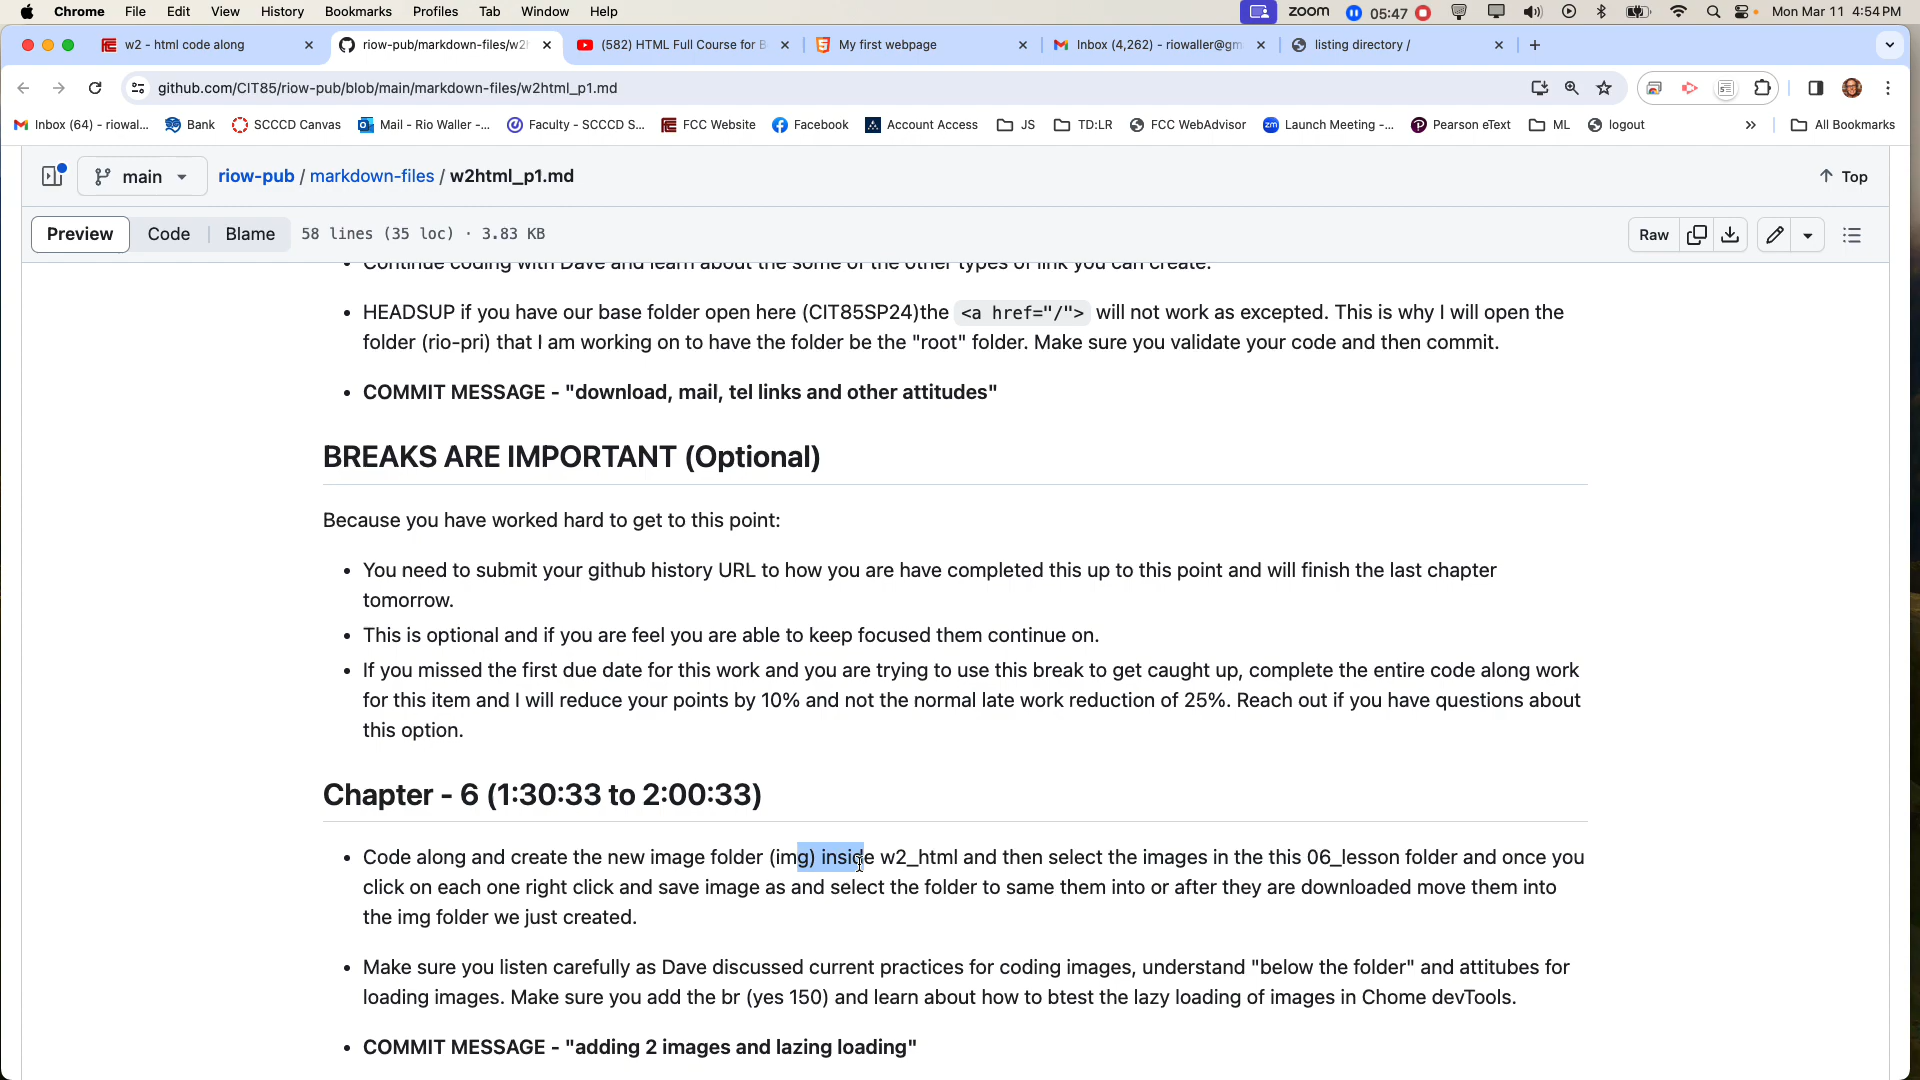 Chrome File Edit View History Bookmarks Profiles Tab Window Help zoom 05:47 Mon Mar 11 4:54 PM
w2 - html code along riow-pub/markdown-files/w2 (582) HTML Full Course for B My first webpage Inbox (4,262) - riowaller@gm listing directory /
github.com/CIT85/riow-pub/blob/main/markdown-files/w2html_p1.md
Inbox (64) - riowal... Bank SCCCD Canvas Mail - Rio Waller -... Faculty - SCCCD S... FCC Website Facebook Account Access JS TD:LR FCC WebAdvisor Launch Meeting -... Pearson eText ML logout » All Bookmarks
main riow-pub / markdown-files / w2html_p1.md Top
Preview Code Blame 58 lines (35 loc) · 3.83 KB Raw
• Continue coding with Dave and learn about the some of the other types of link you can create.
• HEADSUP if you have our base folder open here (CIT85SP24)the <a href="/"> will not work as excepted. This is why I will open the
folder (rio-pri) that I am working on to have the folder be the "root" folder. Make sure you validate your code and then commit.
• COMMIT MESSAGE - "download, mail, tel links and other attitudes"
BREAKS ARE IMPORTANT (Optional)
Because you have worked hard to get to this point:
• You need to submit your github history URL to how you are have completed this up to this point and will finish the last chapter
tomorrow.
• This is optional and if you are feel you are able to keep focused them continue on.
• If you missed the first due date for this work and you are trying to use this break to get caught up, complete the entire code along work
for this item and I will reduce your points by 10% and not the normal late work reduction of 25%. Reach out if you have questions about
this option.
Chapter - 6 (1:30:33 to 2:00:33)
• Code along and create the new image folder (img) inside w2_html and then select the images in the this 06_lesson folder and once you
click on each one right click and save image as and select the folder to same them into or after they are downloaded move them into
the img folder we just created.
• Make sure you listen carefully as Dave discussed current practices for coding images, understand "below the folder" and attitubes for
loading images. Make sure you add the br (yes 150) and learn about how to btest the lazy loading of images in Chome devTools.
• COMMIT MESSAGE - "adding 2 images and lazing loading"